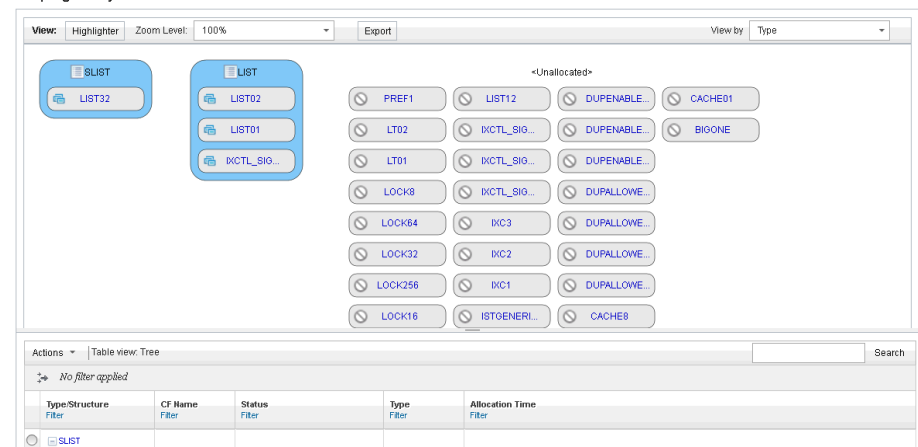 View: Highlighter Zoom Level: 100% Export View by Type
SLIST LIST <Unallocated>
LIST32 LIST02 PREF1 LIST12 DUPENABLE... CACHE01
LIST01 LT02 IXCTL_SIG... DUPENABLE... BIGONE
IXCTL_SIG... LT01 IXCTL_SIG... DUPENABLE...
LOCK8 IXCTL_SIG... DUPALLOWE...
LOCK64 IXC3 DUPALLOWE...
LOCK32 IXC2 DUPALLOWE...
LOCK256 IXC1 DUPALLOWE...
LOCK16 ISTGENERI... CACHE8
Actions Table view: Tree Search
No filter applied
Type/Structure CF Name Status Type Allocation Time
Filter Filter Filter Filter Filter
SLIST